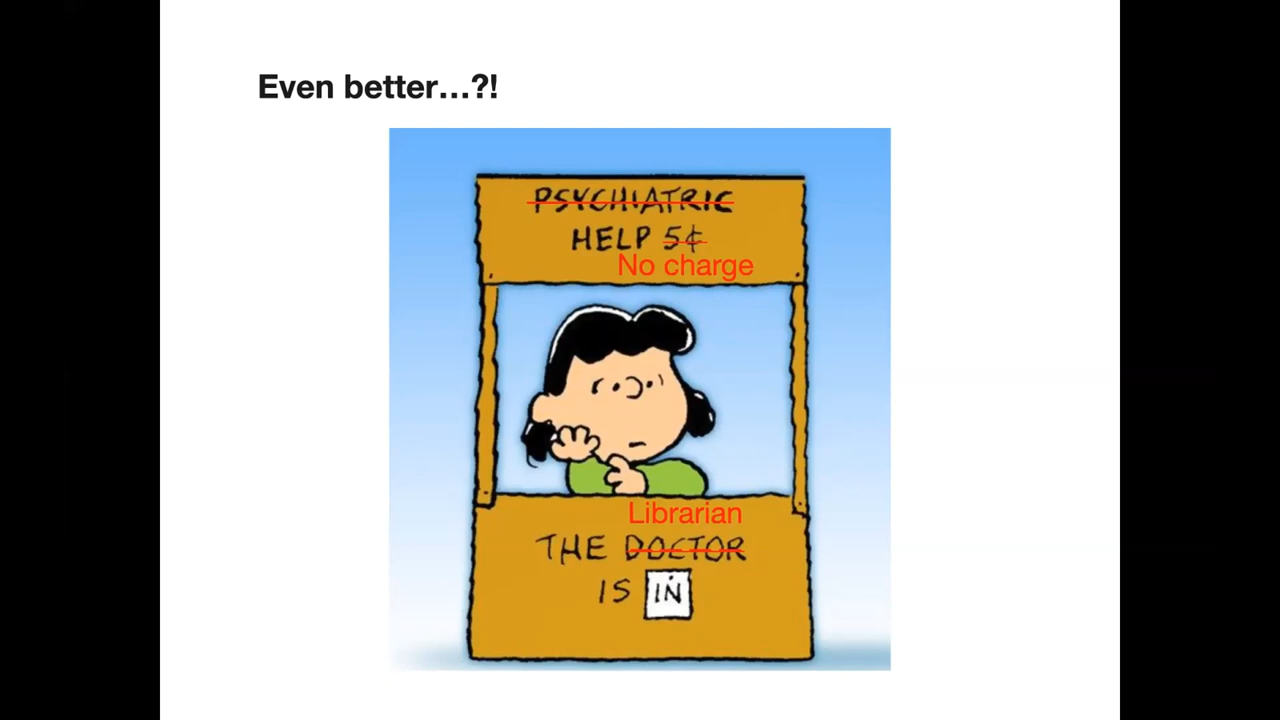 Even better…?!
PSYCHIATRIC
HELP 5¢
No charge
Librarian
THE DOCTOR
IS IN